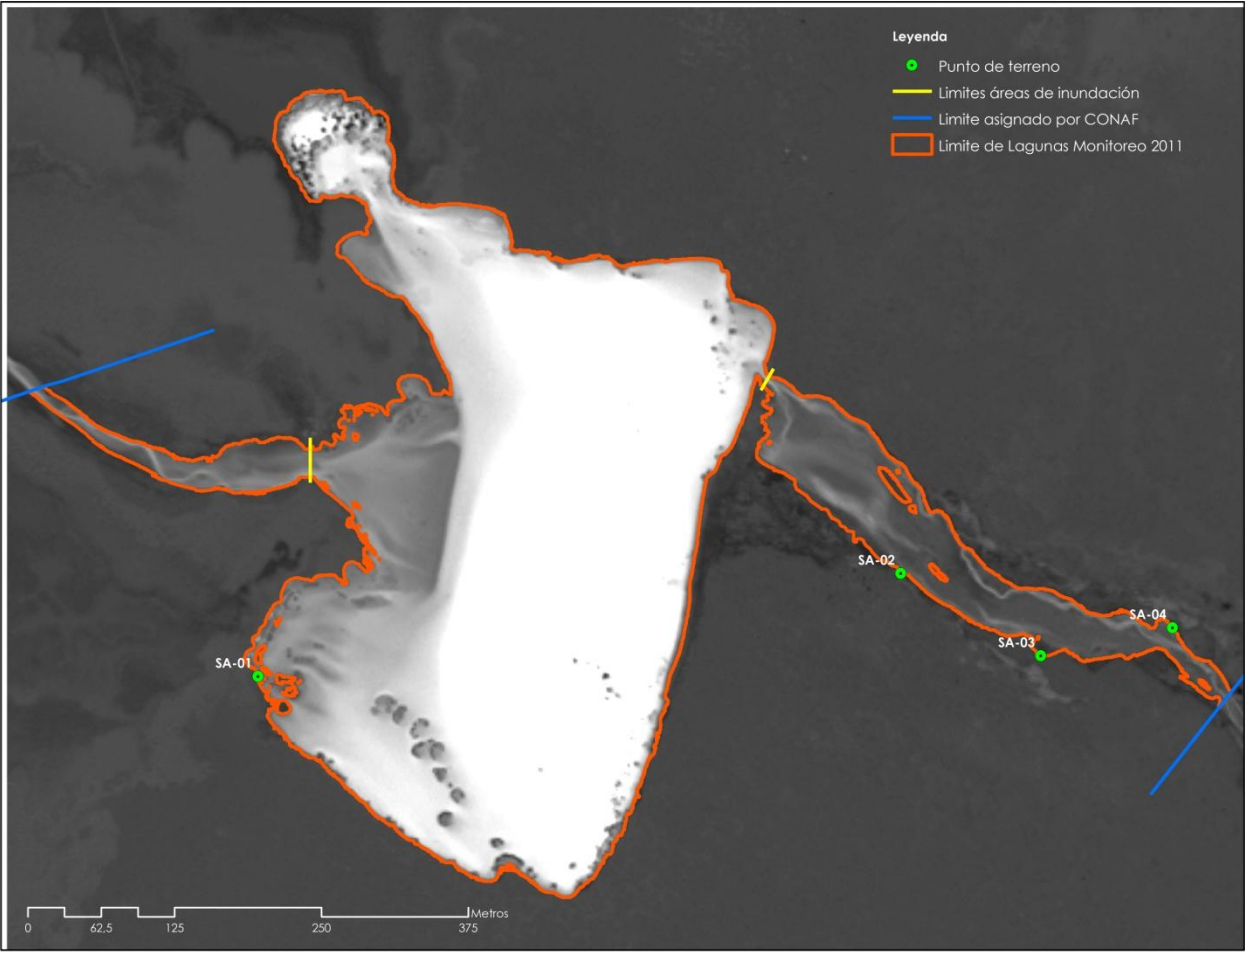 Leyenda
Punto de terreno
Limites áreas de inundación
Limite asignado por CONAF
Limite de Lagunas Monitoreo 2011
SA-02
SA-04
SA-03
SA-01
Metros
0 62,5 125 250 375